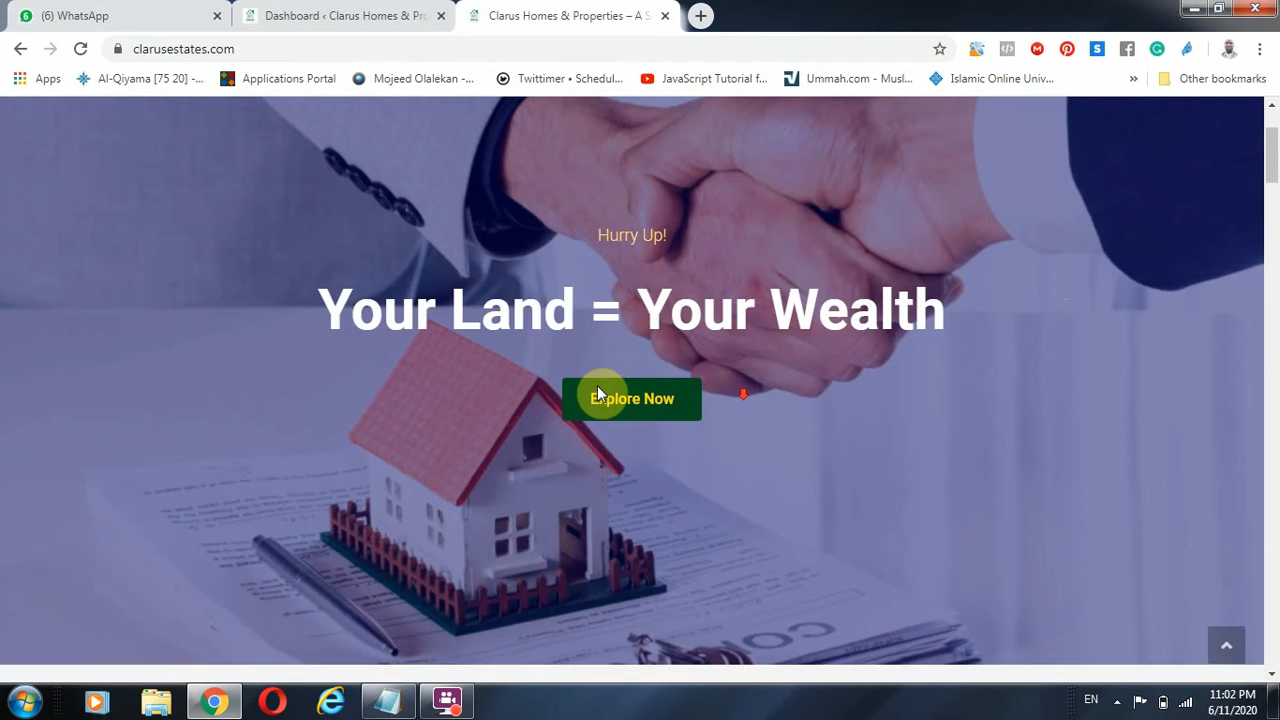 (6) WhatsApp
Dashboard ‹ Clarus Homes & Pro
Clarus Homes & Properties – A S
clarusestates.com
Apps
Al-Qiyama [75 20] -...
Applications Portal
Mojeed Olalekan -...
Twittimer • Schedul...
JavaScript Tutorial f...
Ummah.com - Musl...
Islamic Online Univ...
»
Other bookmarks
Hurry Up!
Your Land = Your Wealth
Explore Now
EN
11:02 PM
6/11/2020